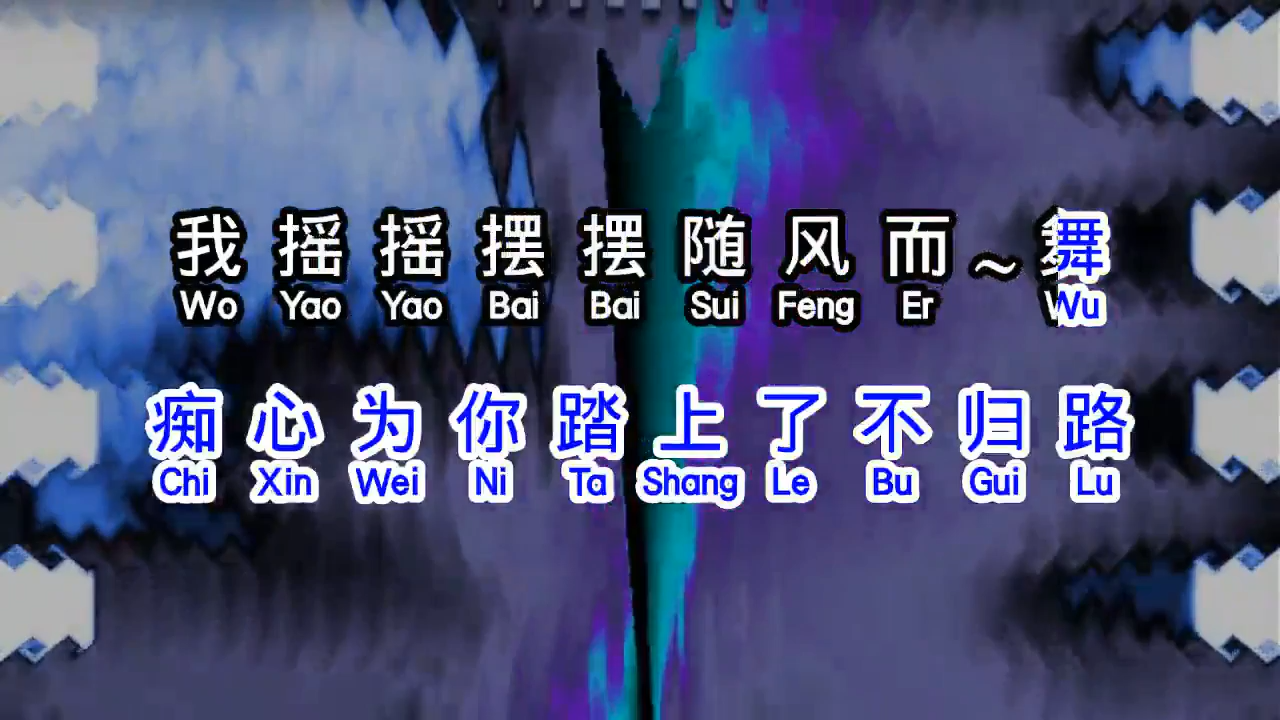 我 摇 摇 摆 摆 随 风 而 ~ 舞
Wo Yao Yao Bai Bai Sui Feng Er Wu
痴 心 为 你 踏 上 了 不 归 路
Chi Xin Wei Ni Ta Shang Le Bu Gui Lu